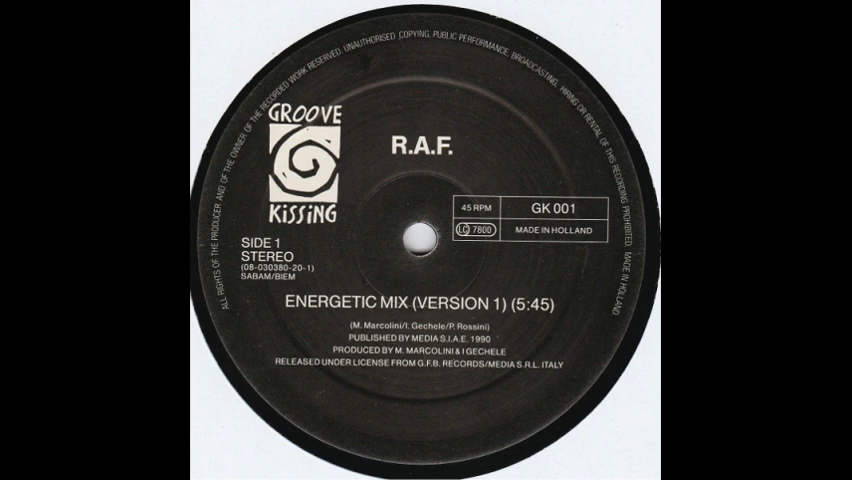 ALL RIGHTS OF THE PRODUCER AND OF THE OWNER OF THE RECORDED WORK RESERVED. UNAUTHORISED COPYING, PUBLIC PERFORMANCE, BROADCASTING, HIRING OR RENTAL OF THIS RECORDING PROHIBITED. MADE IN HOLLAND.
GROOVE
KISSING
R.A.F.
45 RPM
GK 001
LC 7800
MADE IN HOLLAND
SIDE 1
STEREO
(08-030380-20-1)
SABAM/BIEM
ENERGETIC MIX (VERSION 1) (5:45)
(M. Marcolini/I. Gechele/P. Rossini)
PUBLISHED BY MEDIA S.I.A.E. 1990
PRODUCED BY M. MARCOLINI & I GECHELE
RELEASED UNDER LICENSE FROM G.F.B. RECORDS/MEDIA S.R.L. ITALY